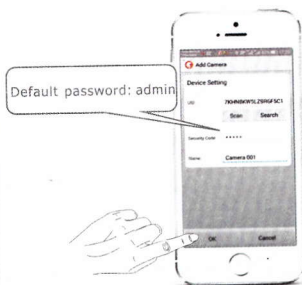 Add Camera
Default password: admin
Device Setting
UID
Scan Search
Security Code *****
Name Camera 001
OK Cancel